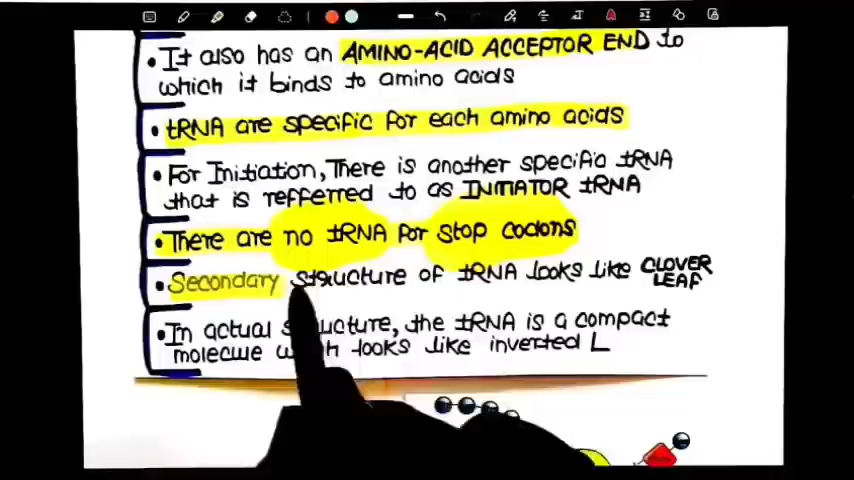 • It also has an AMINO-ACID ACCEPTOR END to
which it binds to amino acids
• tRNA are specific for each amino acids
• For Initiation, There is another specific tRNA
that is refferred to as INITIATOR tRNA
• There are no tRNA for stop codons
• Secondary structure of tRNA looks like CLOVER
LEAF
• In actual structure, the tRNA is a compact
molecule which looks like inverted L